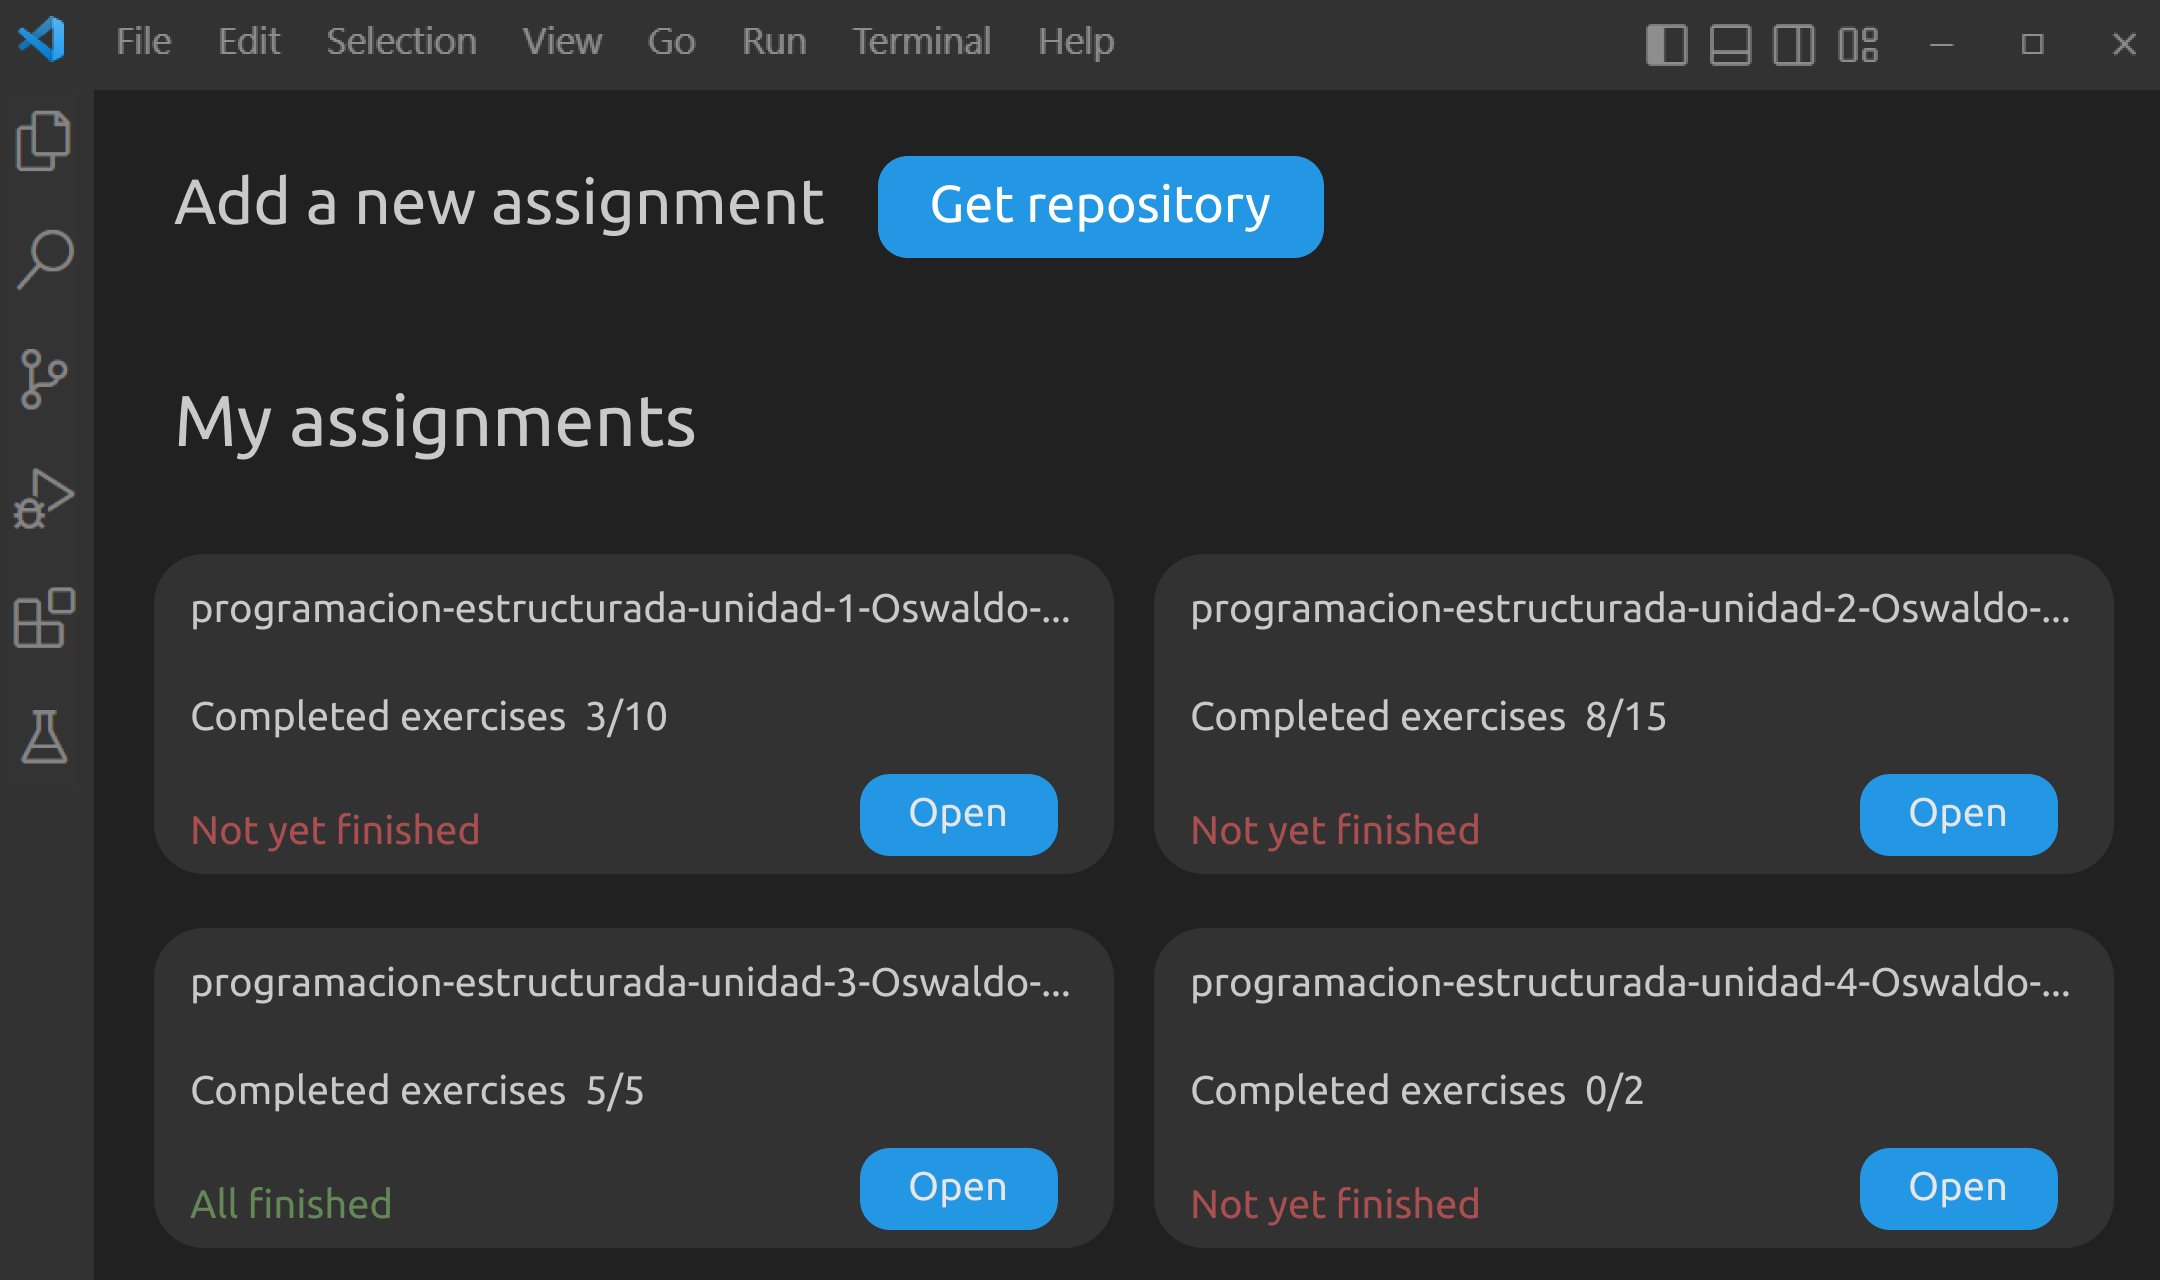 File Edit Selection View Go Run Terminal Help
Add a new assignment Get repository
My assignments
programacion-estructurada-unidad-1-Oswaldo-...
Completed exercises 3/10
Not yet finished Open
programacion-estructurada-unidad-2-Oswaldo-...
Completed exercises 8/15
Not yet finished Open
programacion-estructurada-unidad-3-Oswaldo-...
Completed exercises 5/5
All finished Open
programacion-estructurada-unidad-4-Oswaldo-...
Completed exercises 0/2
Not yet finished Open